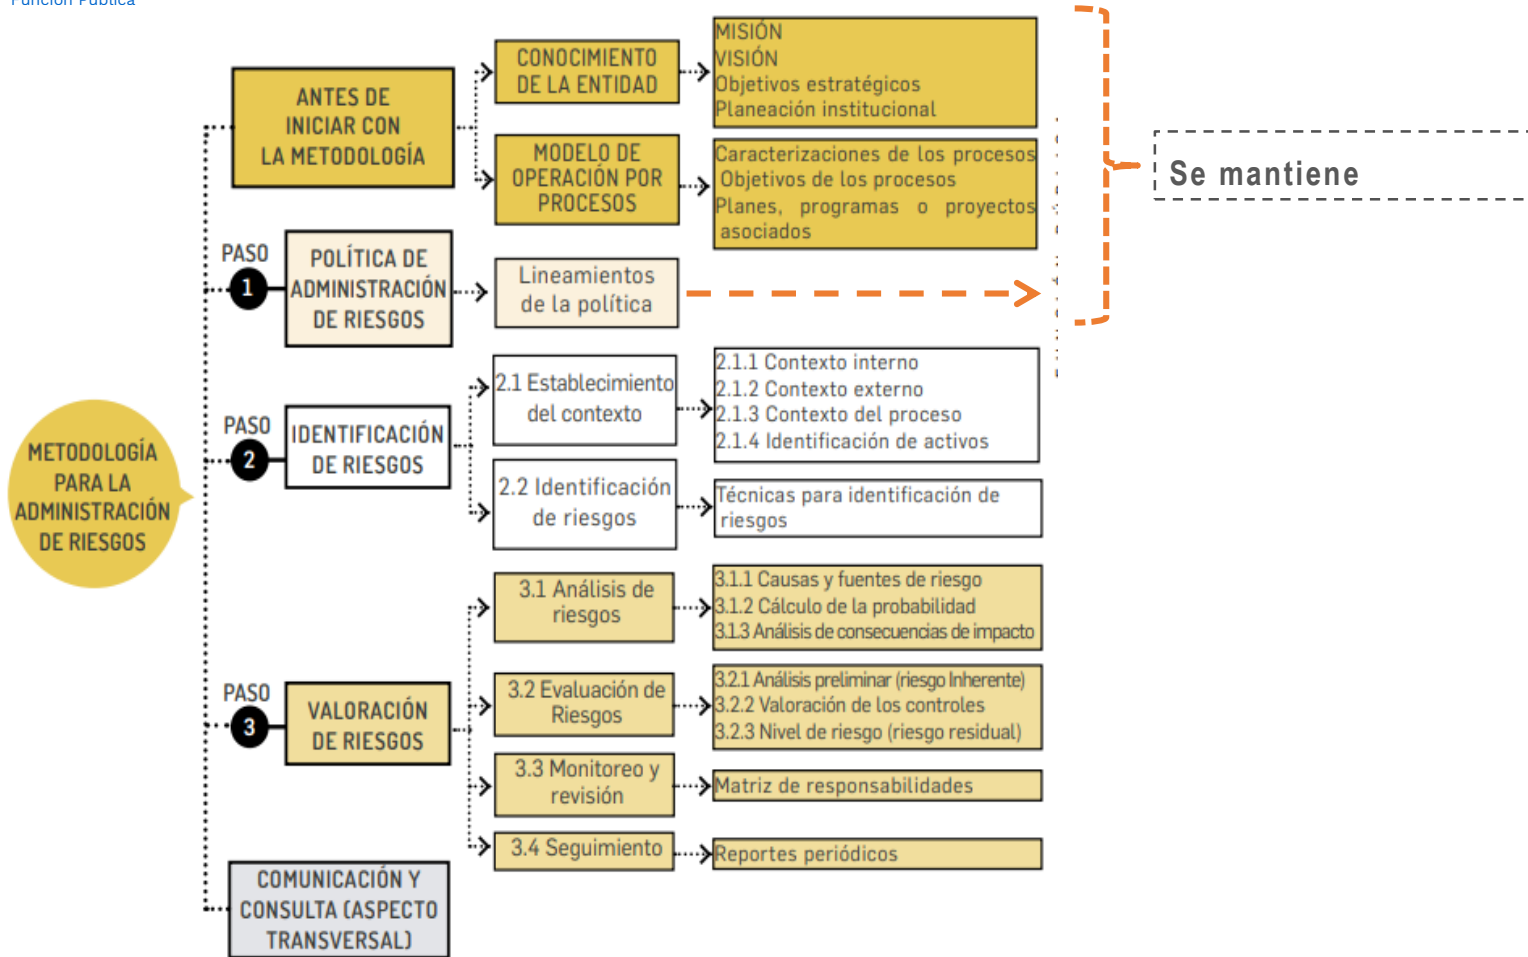 Función Pública
METODOLOGÍA
PARA LA
ADMINISTRACIÓN
DE RIESGOS
ANTES DE
INICIAR CON
LA METODOLOGÍA
CONOCIMIENTO
DE LA ENTIDAD
MISIÓN
VISIÓN
Objetivos estratégicos
Planeación institucional
MODELO DE
OPERACIÓN POR
PROCESOS
Caracterizaciones de los procesos
Objetivos de los procesos
Planes, programas o proyectos
asociados
Se mantiene
PASO
1
POLÍTICA DE
ADMINISTRACIÓN
DE RIESGOS
Lineamientos
de la política
PASO
2
IDENTIFICACIÓN
DE RIESGOS
2.1 Establecimiento
del contexto
2.1.1 Contexto interno
2.1.2 Contexto externo
2.1.3 Contexto del proceso
2.1.4 Identificación de activos
2.2 Identificación
de riesgos
Técnicas para identificación de
riesgos
PASO
3
VALORACIÓN
DE RIESGOS
3.1 Análisis de
riesgos
3.1.1 Causas y fuentes de riesgo
3.1.2 Cálculo de la probabilidad
3.1.3 Análisis de consecuencias de impacto
3.2 Evaluación de
Riesgos
3.2.1 Análisis preliminar (riesgo Inherente)
3.2.2 Valoración de los controles
3.2.3 Nivel de riesgo (riesgo residual)
3.3 Monitoreo y
revisión
Matriz de responsabilidades
3.4 Seguimiento
Reportes periódicos
COMUNICACIÓN Y
CONSULTA (ASPECTO
TRANSVERSAL)